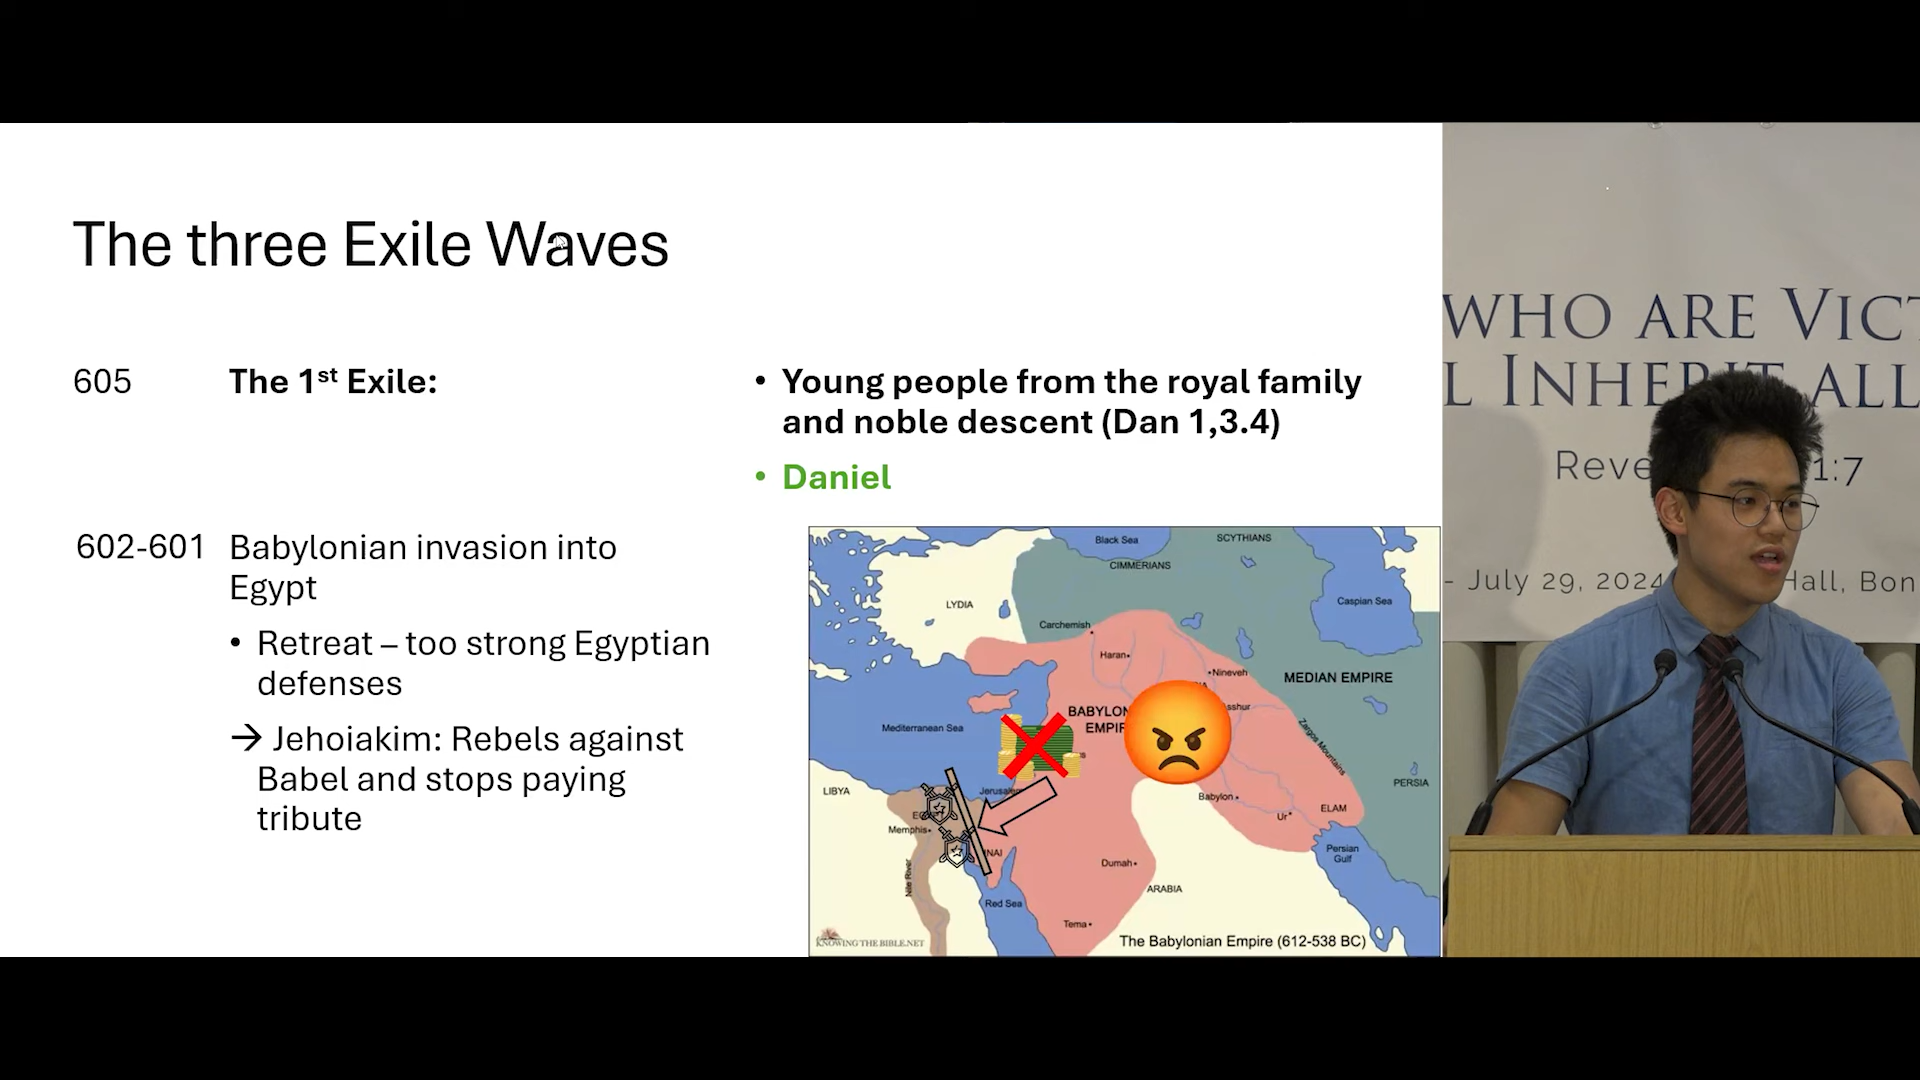 The three Exile Waves
605
The 1st Exile:
• Young people from the royal family
and noble descent (Dan 1,3.4)
• Daniel
602-601
Babylonian invasion into
Egypt
• Retreat – too strong Egyptian
defenses
→ Jehoiakim: Rebels against
Babel and stops paying
tribute
Black Sea
SCYTHIANS
CIMMERIANS
LYDIA
Caspian Sea
Carchemish
Haran
Nineveh
MEDIAN EMPIRE
BABYLON
EMPIR
Mediterranean Sea
Zargos Mountains
LIBYA
Jerusalem
Babylon
PERSIA
ELAM
Ur
Memphis
Persian
Gulf
Dumah
ARABIA
Nile River
Red Sea
Tema
KNOWING THE BIBLE.NET
The Babylonian Empire (612-538 BC)
WHO ARE VICT
L INHERIT ALL
Reve 1:7
- July 29, 2024 Hall, Bon